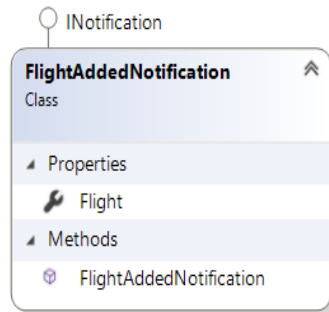 INotification
FlightAddedNotification
Class
Properties
Flight
Methods
FlightAddedNotification